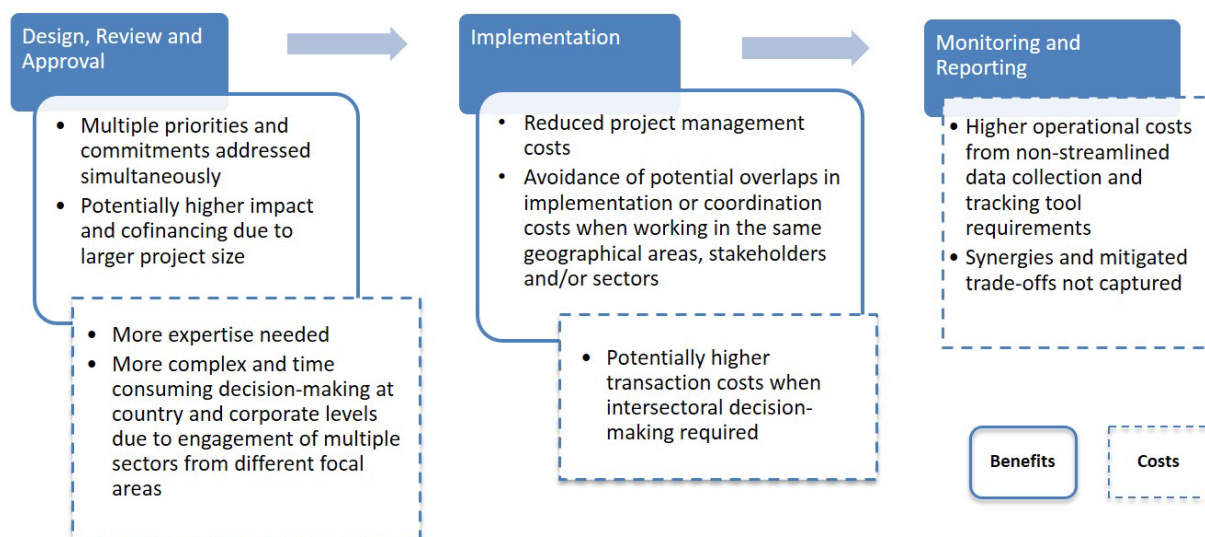 Design, Review and
Approval
• Multiple priorities and
commitments addressed
simultaneously
• Potentially higher impact
and cofinancing due to
larger project size
• More expertise needed
• More complex and time
consuming decision-making at
country and corporate levels
due to engagement of multiple
sectors from different focal
areas
Implementation
• Reduced project management
costs
• Avoidance of potential overlaps in
implementation or coordination
costs when working in the same
geographical areas, stakeholders
and/or sectors
• Potentially higher
transaction costs when
intersectoral decision-
making required
Monitoring and
Reporting
• Higher operational costs
from non-streamlined
data collection and
tracking tool
requirements
• Synergies and mitigated
trade-offs not captured
Benefits
Costs